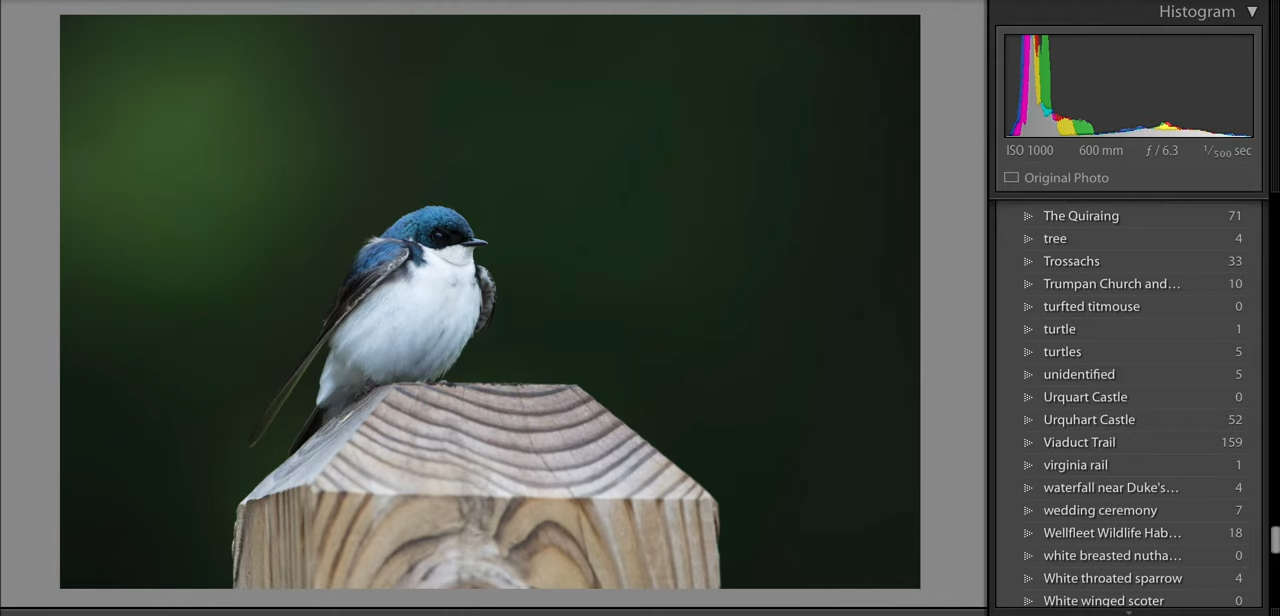 Histogram ▼
ISO 1000 600 mm ƒ / 6.3 1/500 sec
Original Photo
The Quiraing 71
tree 4
Trossachs 33
Trumpan Church and... 10
turfted titmouse 0
turtle 1
turtles 5
unidentified 5
Urquart Castle 0
Urquhart Castle 52
Viaduct Trail 159
virginia rail 1
waterfall near Duke's... 4
wedding ceremony 7
Wellfleet Wildlife Hab... 18
white breasted nutha... 0
White throated sparrow 4
White winged scoter 0